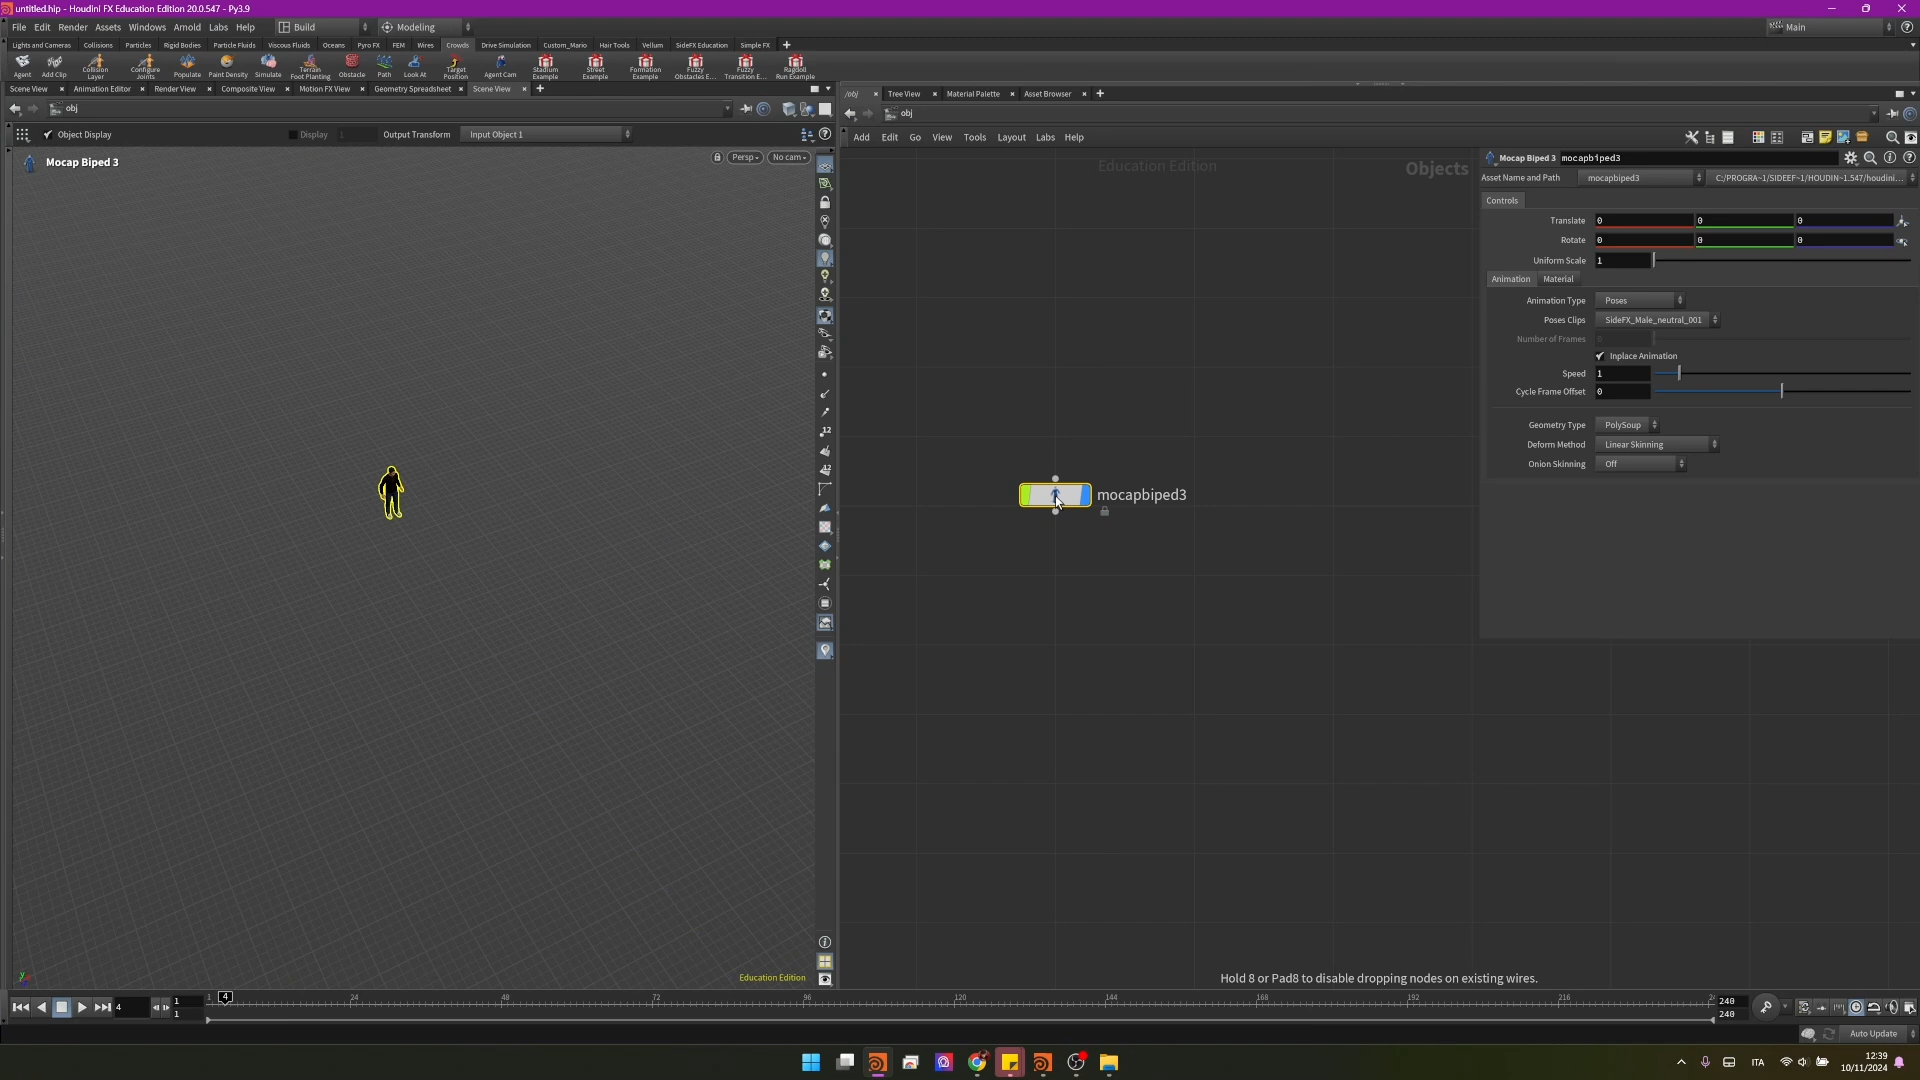 untitled.hip - Houdini FX Education Edition 20.0.547 - Py3.9
File Edit Render Assets Windows Arnold Labs Help Build Modeling Main
Lights and Cameras Collisions Particles Rigid Bodies Particle Fluids Viscous Fluids Oceans Pyro FX FEM Wires Crowds Drive Simulation Custom_Mario Hair Tools Vellum SideFX Education Simple FX
Agent Add Clip Collision Layer Configure Joints Populate Paint Density Simulate Terrain Foot Planting Obstacle Path Look At Target Position Agent Cam Stadium Example Street Example Formation Example Fuzzy Obstacles E... Fuzzy Transition E... Ragdoll Run Example
Scene View Animation Editor Render View Composite View Motion FX View Geometry Spreadsheet Scene View
/obj Tree View Material Palette Asset Browser
obj
obj
Object Display Display 1 Output Transform Input Object 1
Add Edit Go View Tools Layout Labs Help
Mocap Biped 3
Persp No cam
Education Edition
Objects
Mocap Biped 3 mocapbiped3
Asset Name and Path mocapbiped3 C:/PROGRA~1/SIDEEF~1/HOUDIN~1.547/houdini...
Controls
Translate 0 0 0
Rotate 0 0 0
Uniform Scale 1
Animation Material
Animation Type Poses
Poses Clips SideFX_Male_neutral_001
Number of Frames
Inplace Animation
Speed 1
Cycle Frame Offset 0
Geometry Type PolySoup
Deform Method Linear Skinning
Onion Skinning Off
mocapbiped3
12
12
Education Edition
Hold 8 or Pad8 to disable dropping nodes on existing wires.
4 1 1 1 4 24 48 72 96 120 144 168 192 216 240 240
Auto Update
ITA 12:39
10/11/2024